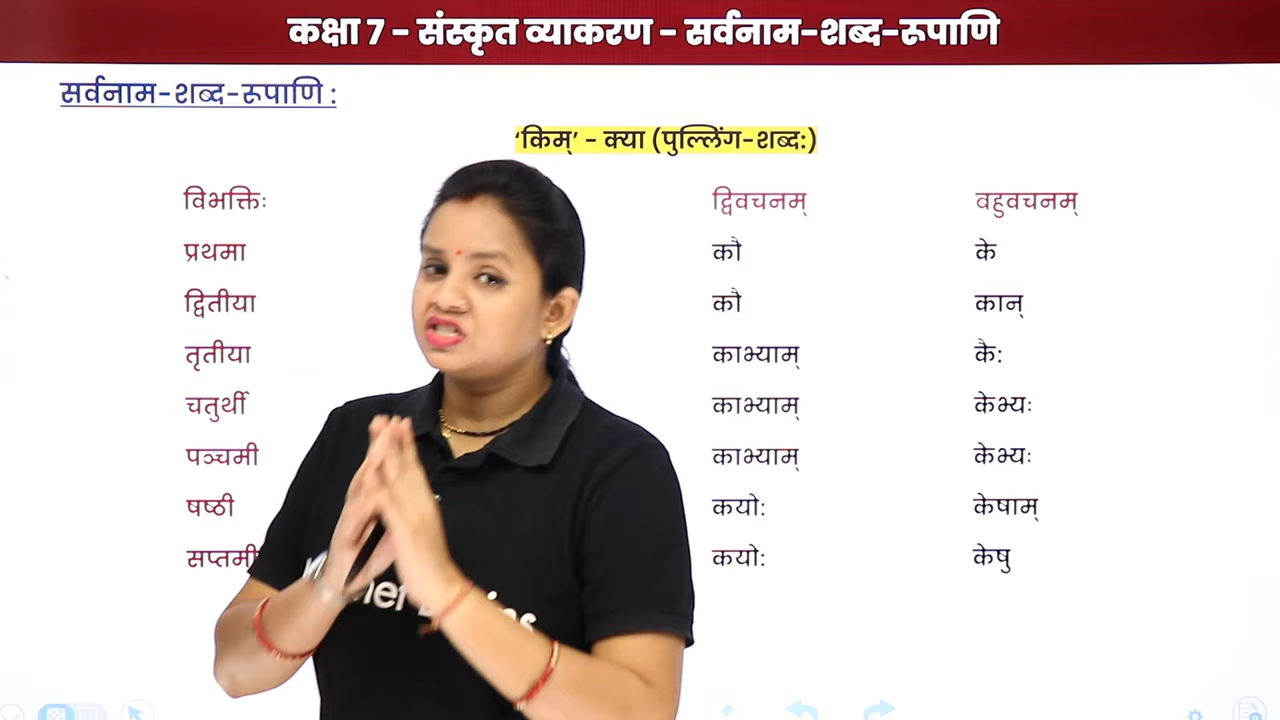 कक्षा 7 - संस्कृत व्याकरण - सर्वनाम-शब्द-रूपाणि
सर्वनाम-शब्द-रूपाणि :
‘किम्’ - क्या (पुल्लिंग-शब्द:)
विभक्तिः द्विवचनम् बहुवचनम्
प्रथमा कौ के
द्वितीया कौ कान्
तृतीया काभ्याम् कै:
चतुर्थी काभ्याम् केभ्यः
पञ्चमी काभ्याम् केभ्यः
षष्ठी कयो: केषाम्
सप्तमी कयो: केषु